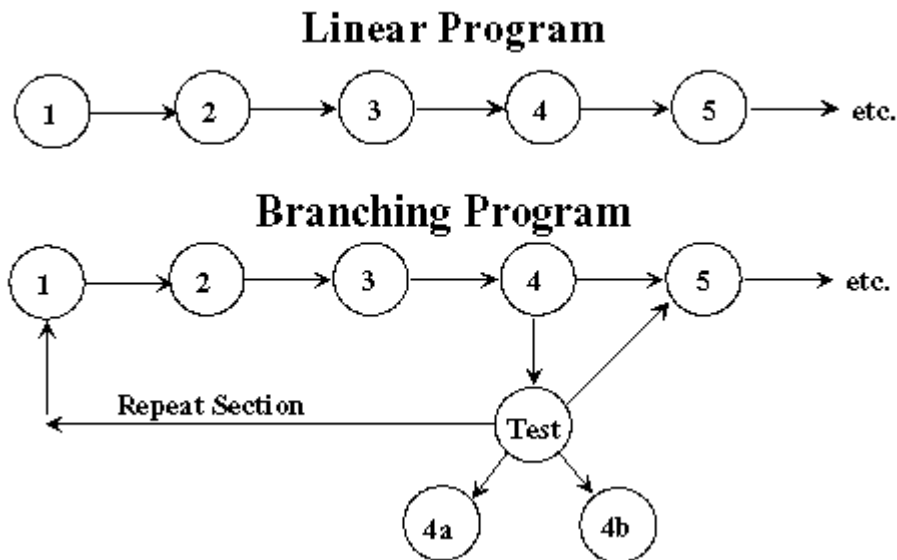 Linear Program
1 2 3 4 5 etc.
Branching Program
1 2 3 4 5 etc.
Repeat Section
Test
4a 4b